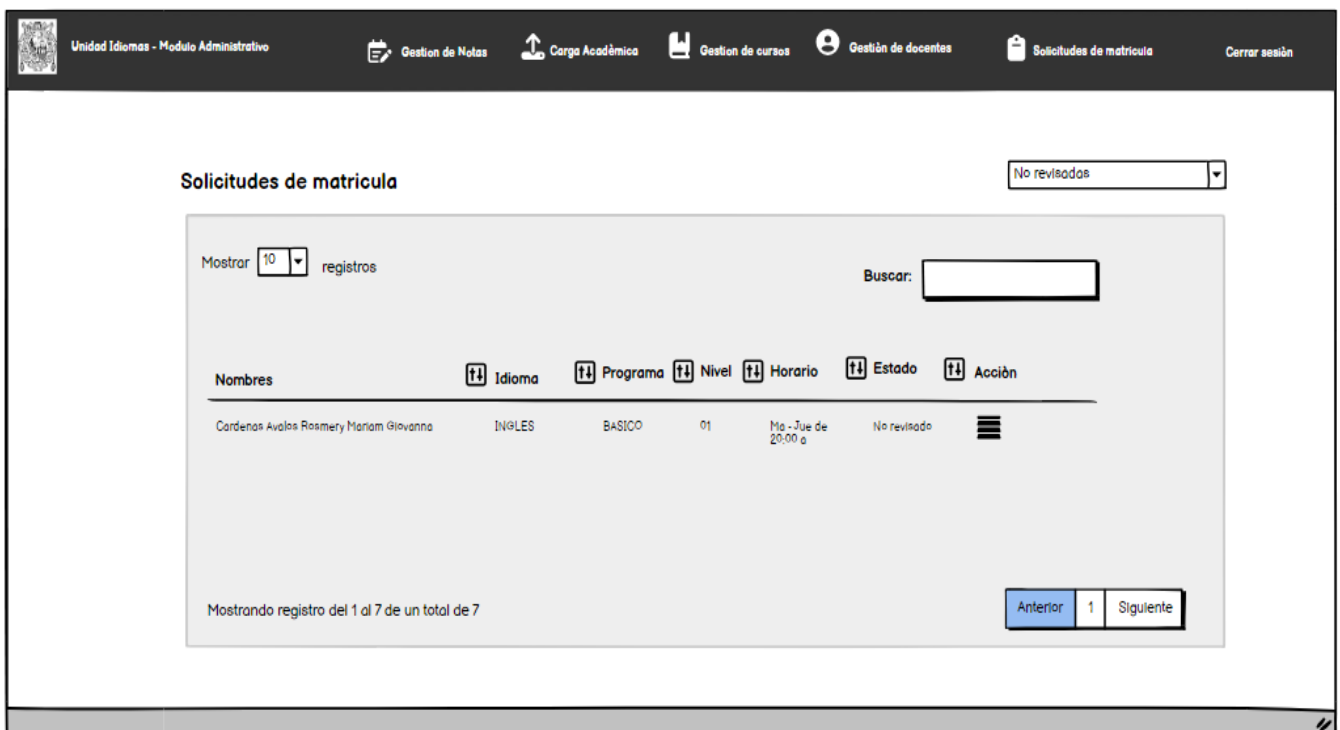 Unidad Idiomas - Modulo Administrativo
Gestion de Notas
Carga Acadèmica
Gestion de cursos
Gestiòn de docentes
Solicitudes de matricula
Cerrar sesiòn
Solicitudes de matricula
No revisadas
Mostrar 10 registros
Buscar:
Nombres Idioma Programa Nivel Horario Estado Acciòn
Cardenas Avalos Rosmery Mariam Giovanna INGLES BASICO 01 Ma - Jue de No revisado
20:00 a
Mostrando registro del 1 al 7 de un total de 7
Anterior 1 Siguiente